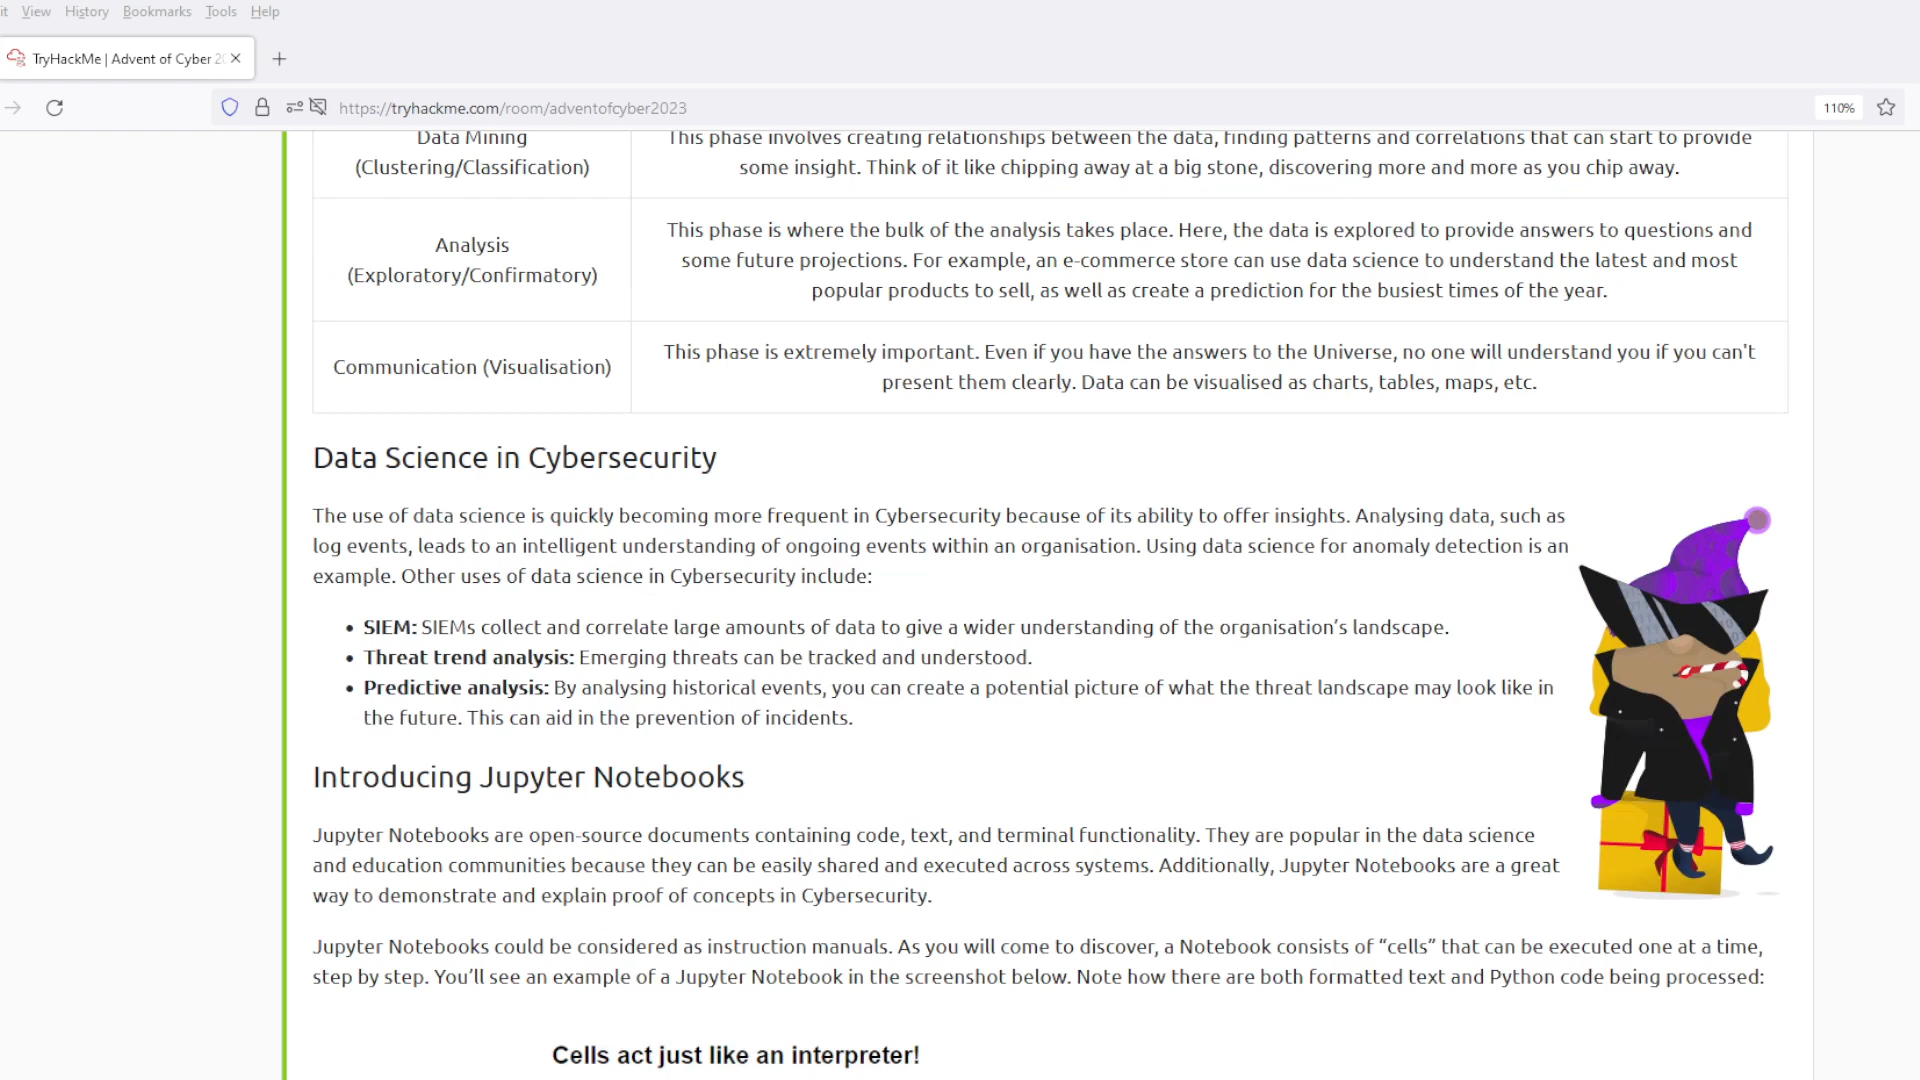 it View History Bookmarks Tools Help
TryHackMe | Advent of Cyber 20
https://tryhackme.com/room/adventofcyber2023
110%
Data Mining
(Clustering/Classification)
This phase involves creating relationships between the data, finding patterns and correlations that can start to provide
some insight. Think of it like chipping away at a big stone, discovering more and more as you chip away.
Analysis
(Exploratory/Confirmatory)
This phase is where the bulk of the analysis takes place. Here, the data is explored to provide answers to questions and
some future projections. For example, an e-commerce store can use data science to understand the latest and most
popular products to sell, as well as create a prediction for the busiest times of the year.
Communication (Visualisation)
This phase is extremely important. Even if you have the answers to the Universe, no one will understand you if you can't
present them clearly. Data can be visualised as charts, tables, maps, etc.
Data Science in Cybersecurity
The use of data science is quickly becoming more frequent in Cybersecurity because of its ability to offer insights. Analysing data, such as
log events, leads to an intelligent understanding of ongoing events within an organisation. Using data science for anomaly detection is an
example. Other uses of data science in Cybersecurity include:
• SIEM: SIEMs collect and correlate large amounts of data to give a wider understanding of the organisation’s landscape.
• Threat trend analysis: Emerging threats can be tracked and understood.
• Predictive analysis: By analysing historical events, you can create a potential picture of what the threat landscape may look like in
the future. This can aid in the prevention of incidents.
Introducing Jupyter Notebooks
Jupyter Notebooks are open-source documents containing code, text, and terminal functionality. They are popular in the data science
and education communities because they can be easily shared and executed across systems. Additionally, Jupyter Notebooks are a great
way to demonstrate and explain proof of concepts in Cybersecurity.
Jupyter Notebooks could be considered as instruction manuals. As you will come to discover, a Notebook consists of “cells” that can be executed one at a time,
step by step. You’ll see an example of a Jupyter Notebook in the screenshot below. Note how there are both formatted text and Python code being processed:
Cells act just like an interpreter!